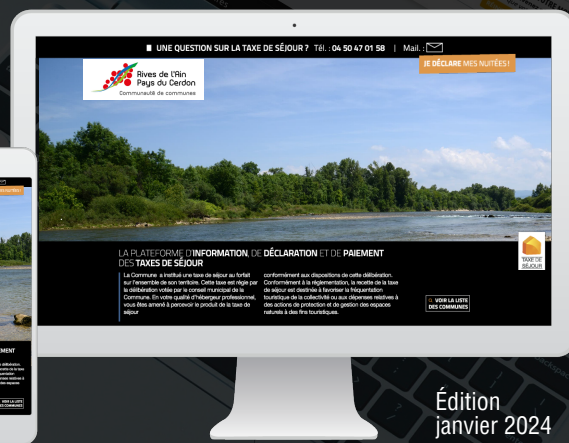 UNE QUESTION SUR LA TAXE DE SÉJOUR ? Tél. : 04 50 47 01 58 | Mail. :
JE DÉCLARE MES NUITÉES !
Rives de l'Ain
Pays du Cerdon
Communauté de communes
LA PLATEFORME D'INFORMATION, DE DÉCLARATION ET DE PAIEMENT
DES TAXES DE SÉJOUR
La Commune a institué une taxe de séjour au forfait
sur l'ensemble de son territoire. Cette taxe est régie par
la délibération votée par le conseil municipal de la
Commune. En votre qualité d'hébergeur professionnel,
vous êtes amené à percevoir le produit de la taxe de
séjour
conformément aux dispositions de cette délibération.
Conformément à la réglementation, la recette de la taxe
de séjour est destinée à favoriser la fréquentation
touristique de la collectivité ou aux dépenses relatives à
des actions de protection et de gestion des espaces
naturels à des fins touristiques.
TAXE DE
SÉJOUR
VOIR LA LISTE
DES COMMUNES
VOIR LA LISTE
DES COMMUNES
Édition
janvier 2024